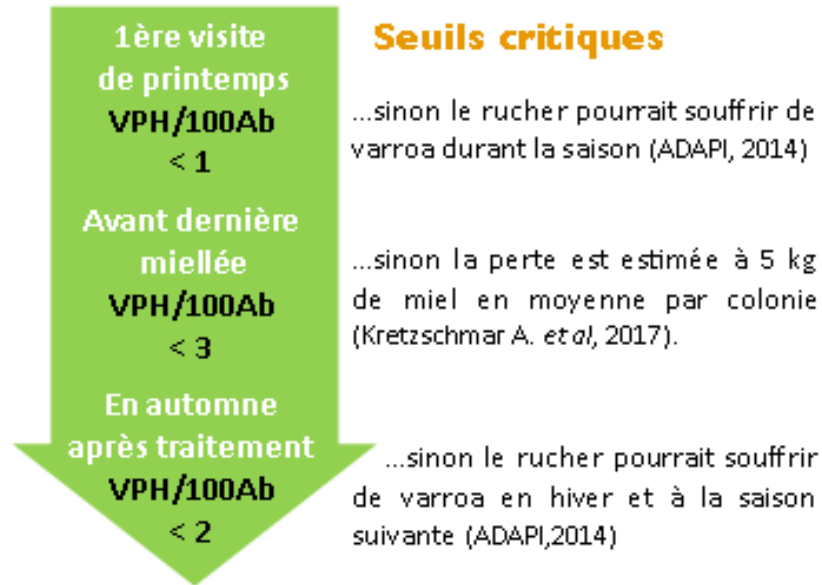 Seuils critiques
1ère visite
de printemps
VPH/100Ab
< 1
...sinon le rucher pourrait souffrir de
varroa durant la saison (ADAPI, 2014)
Avant dernière
miellée
VPH/100Ab
< 3
...sinon la perte est estimée à 5 kg
de miel en moyenne par colonie
(Kretzschmar A. et al, 2017).
En automne
après traitement
VPH/100Ab
< 2
...sinon le rucher pourrait souffrir
de varroa en hiver et à la saison
suivante (ADAPI,2014)